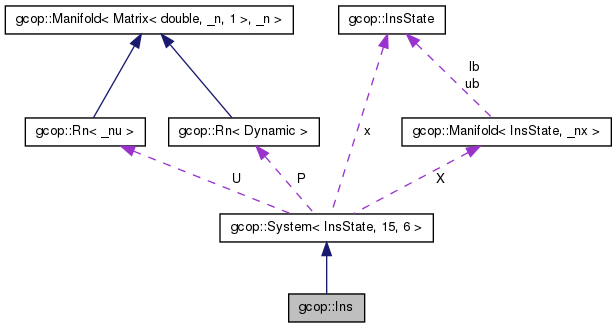 gcop::Manifold< Matrix< double, _n, 1 >, _n >
gcop::InsState
lb
ub
gcop::Rn< _nu >
gcop::Rn< Dynamic >
x
gcop::Manifold< InsState, _nx >
U
P
X
gcop::System< InsState, 15, 6 >
gcop::Ins